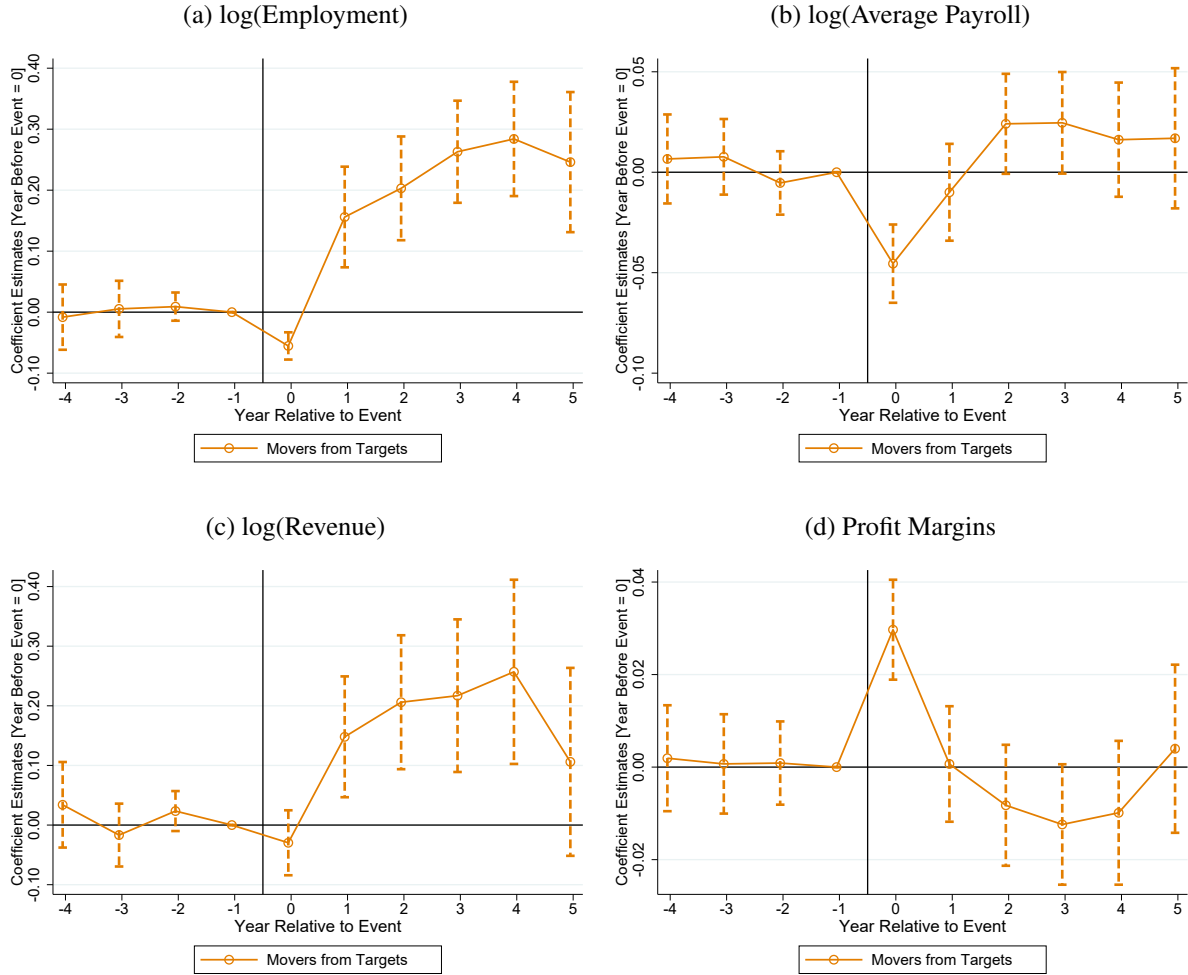 (a) log(Employment)
Coefficient Estimates [Year Before Event = 0]
0.40
0.30
0.20
0.10
0.00
-0.10
-4 -3 -2 -1 0 1 2 3 4 5
Year Relative to Event
Movers from Targets
(b) log(Average Payroll)
Coefficient Estimates [Year Before Event = 0]
0.05
0.00
-0.05
-0.10
-4 -3 -2 -1 0 1 2 3 4 5
Year Relative to Event
Movers from Targets
(c) log(Revenue)
Coefficient Estimates [Year Before Event = 0]
0.40
0.30
0.20
0.10
0.00
-0.10
-4 -3 -2 -1 0 1 2 3 4 5
Year Relative to Event
Movers from Targets
(d) Profit Margins
Coefficient Estimates [Year Before Event = 0]
0.04
0.02
0.00
-0.02
-4 -3 -2 -1 0 1 2 3 4 5
Year Relative to Event
Movers from Targets